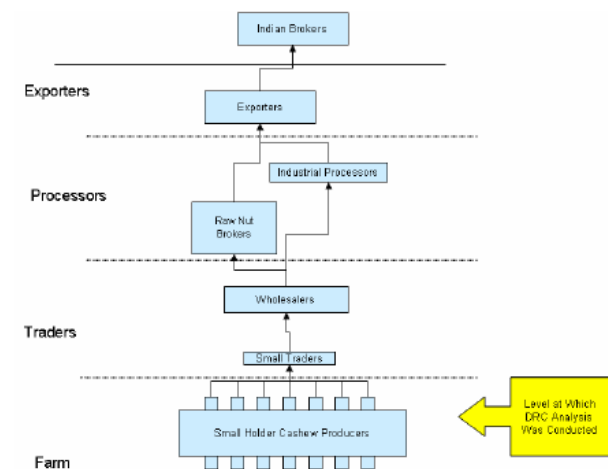 Indian Brokers
Exporters
Exporters
Industrial Processors
Processors
Raw Nut
Brokers
Wholesalers
Traders
Small Traders
Level at Which
DRC Analysis
Was Conducted
Small Holder Cashew Producers
Farm